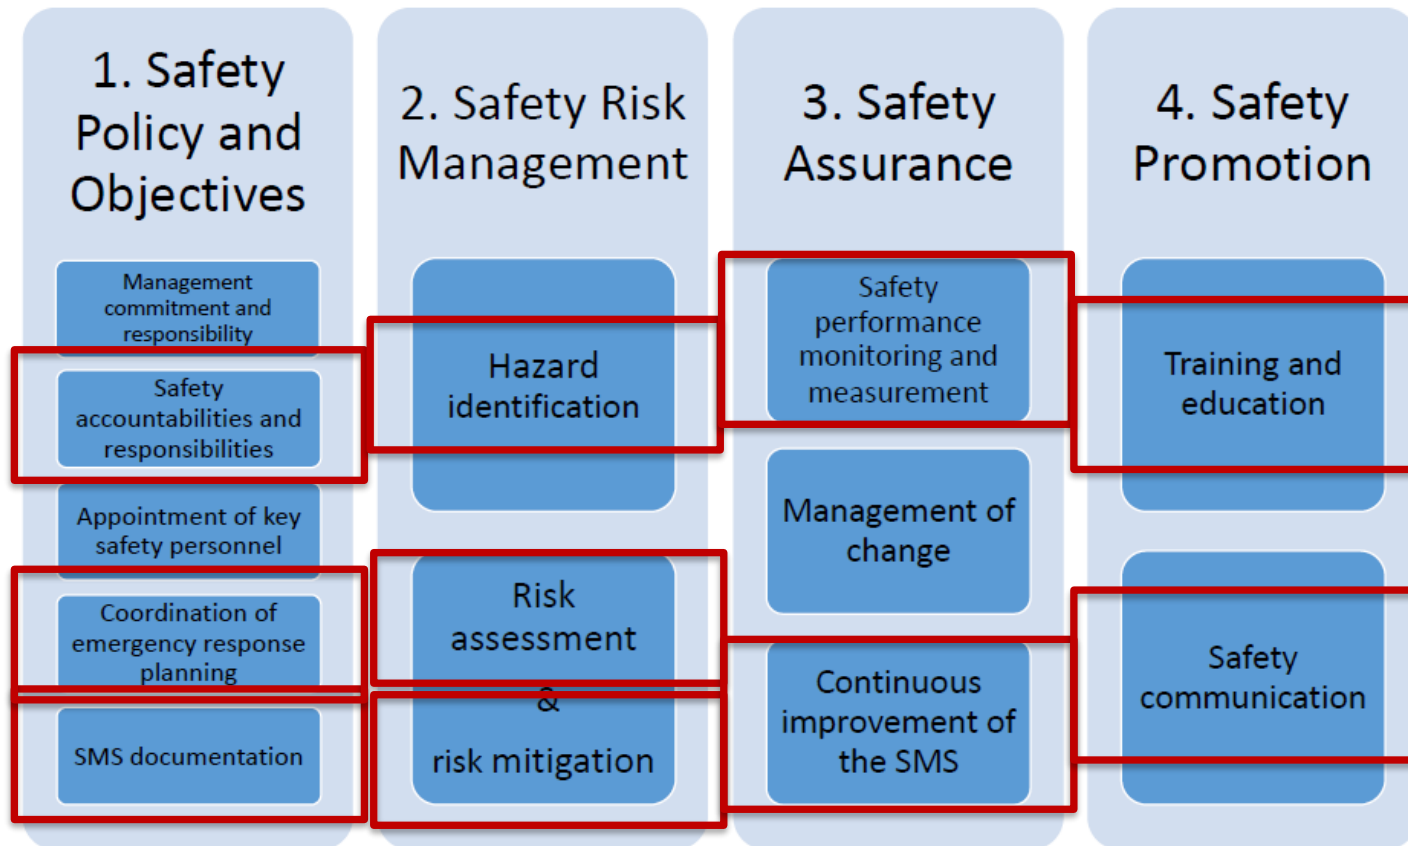 1. Safety
Policy and
Objectives
Management
commitment and
responsibility
Safety
accountabilities and
responsibilities
Appointment of key
safety personnel
Coordination of
emergency response
planning
SMS documentation
2. Safety Risk
Management
Hazard
identification
Risk
assessment
&
risk mitigation
3. Safety
Assurance
Safety
performance
monitoring and
measurement
Management of
change
Continuous
improvement of
the SMS
4. Safety
Promotion
Training and
education
Safety
communication